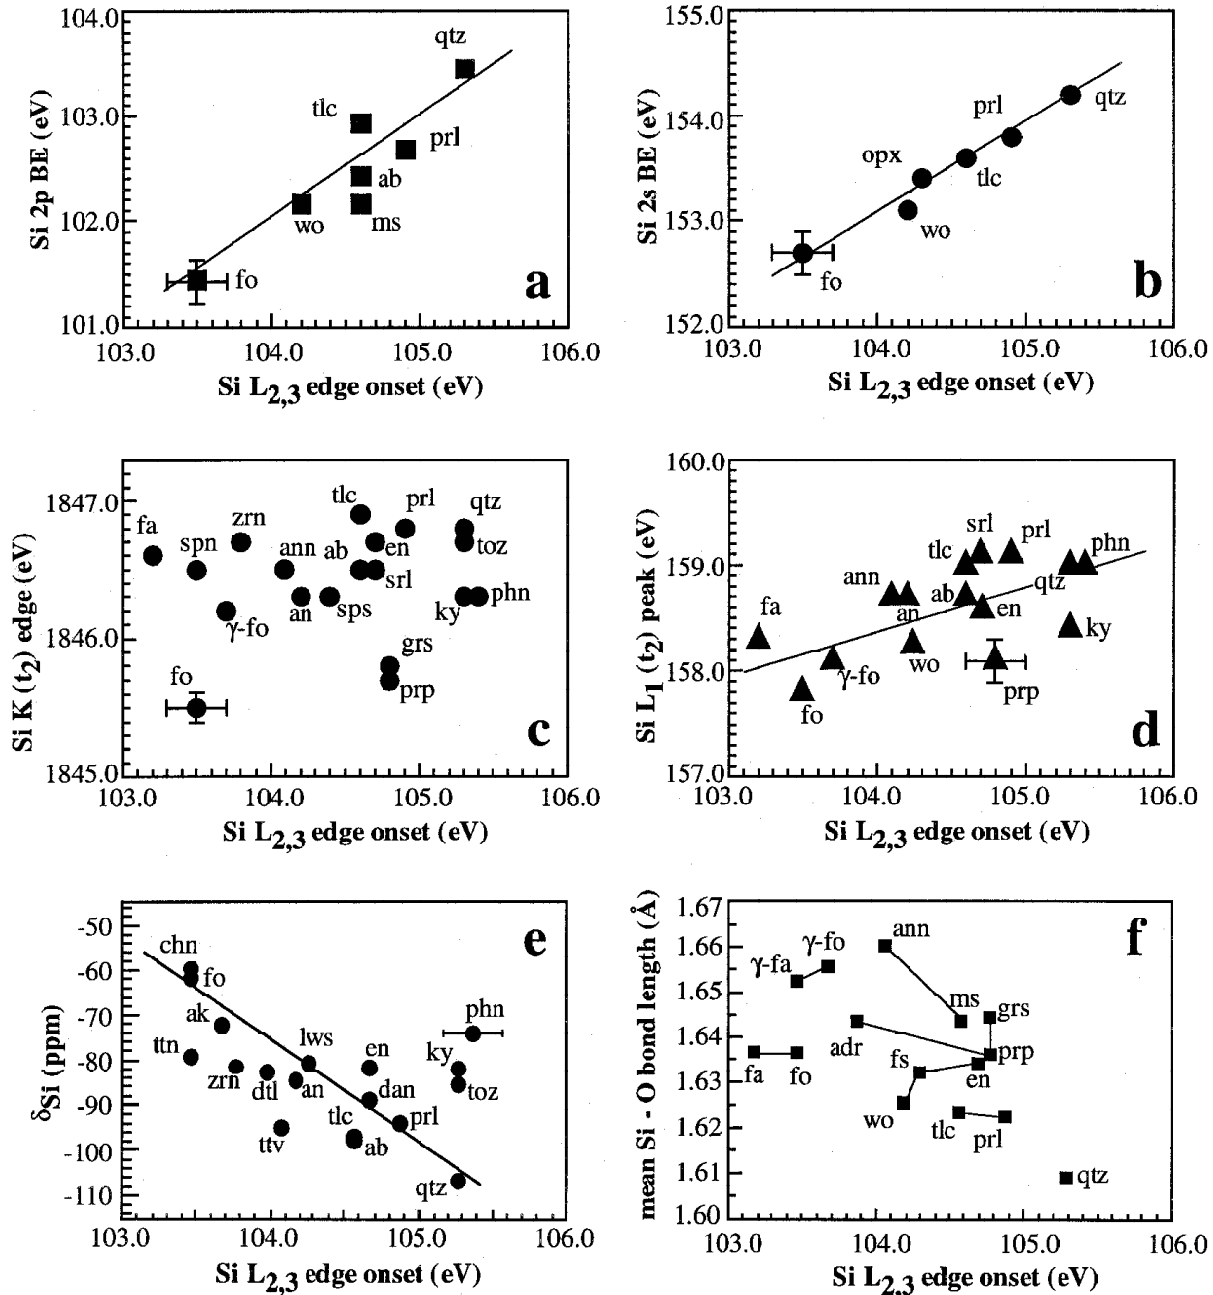 104.0
103.0
102.0
101.0
Si 2p BE (eV)
qtz
tlc
prl
ab
wo
ms
fo
a
103.0 104.0 105.0 106.0
Si L2,3 edge onset (eV)
155.0
154.0
153.0
152.0
Si 2s BE (eV)
prl
qtz
opx
tlc
wo
fo
b
103.0 104.0 105.0 106.0
Si L2,3 edge onset (eV)
1847.0
1846.0
1845.0
Si K (t2) edge (eV)
tlc
prl
qtz
fa
zrn
spn
ann
ab
en
toz
srl
γ-fo
an
sps
ky
phn
grs
fo
prp
c
103.0 104.0 105.0 106.0
Si L2,3 edge onset (eV)
160.0
159.0
158.0
157.0
Si L1 (t2) peak (eV)
srl
prl
tlc
phn
ann
qtz
ab
fa
an
en
ky
wo
γ-fo
prp
fo
d
103.0 104.0 105.0 106.0
Si L2,3 edge onset (eV)
-50
-60
-70
-80
-90
-100
-110
δSi (ppm)
chn
fo
ak
phn
lws
ttn
en
ky
zrn
dtl
an
dan
toz
tlc
prl
ttv
ab
qtz
e
103.0 104.0 105.0 106.0
Si L2,3 edge onset (eV)
1.67
1.66
1.65
1.64
1.63
1.62
1.61
1.60
mean Si - O bond length (Å)
ann
γ-fo
γ-fa
ms
grs
adr
fs
prp
fa
fo
en
wo
tlc
prl
qtz
f
103.0 104.0 105.0 106.0
Si L2,3 edge onset (eV)